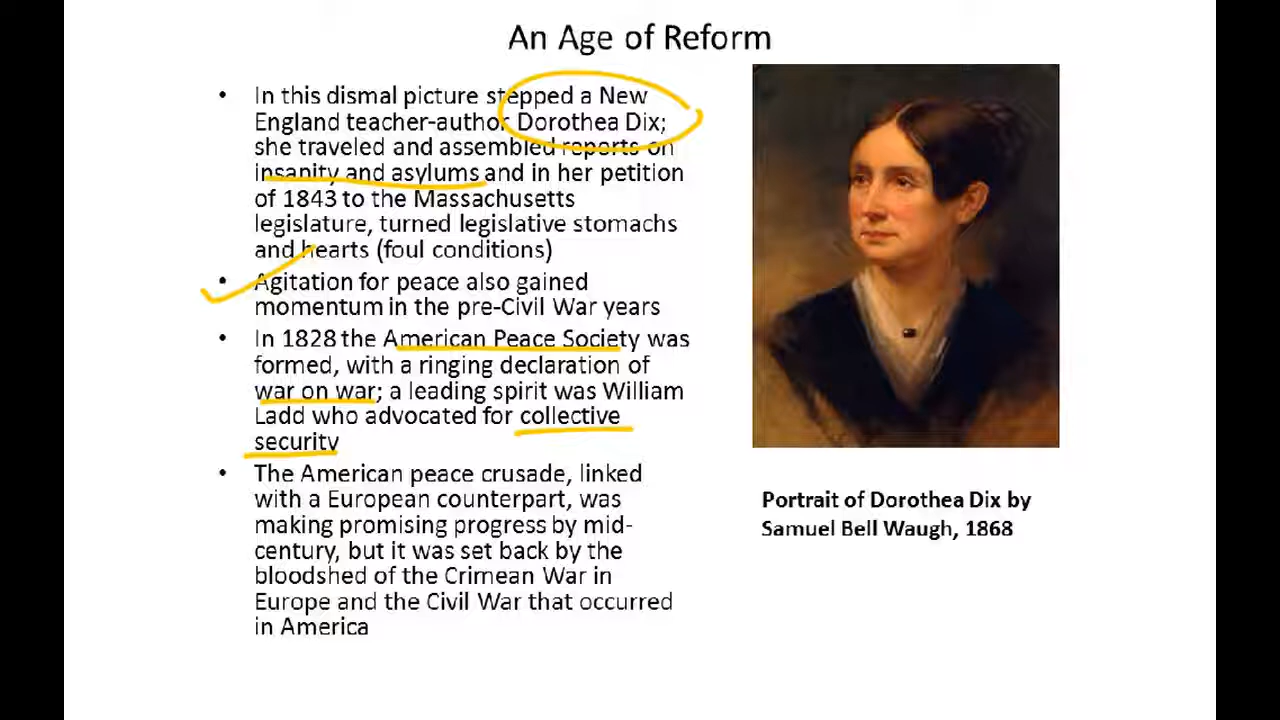 An Age of Reform
• In this dismal picture stepped a New
England teacher-author Dorothea Dix;
she traveled and assembled reports on
insanity and asylums and in her petition
of 1843 to the Massachusetts
legislature, turned legislative stomachs
and hearts (foul conditions)
• Agitation for peace also gained
momentum in the pre-Civil War years
• In 1828 the American Peace Society was
formed, with a ringing declaration of
war on war; a leading spirit was William
Ladd who advocated for collective
security
• The American peace crusade, linked
with a European counterpart, was
making promising progress by mid-
century, but it was set back by the
bloodshed of the Crimean War in
Europe and the Civil War that occurred
in America
Portrait of Dorothea Dix by
Samuel Bell Waugh, 1868